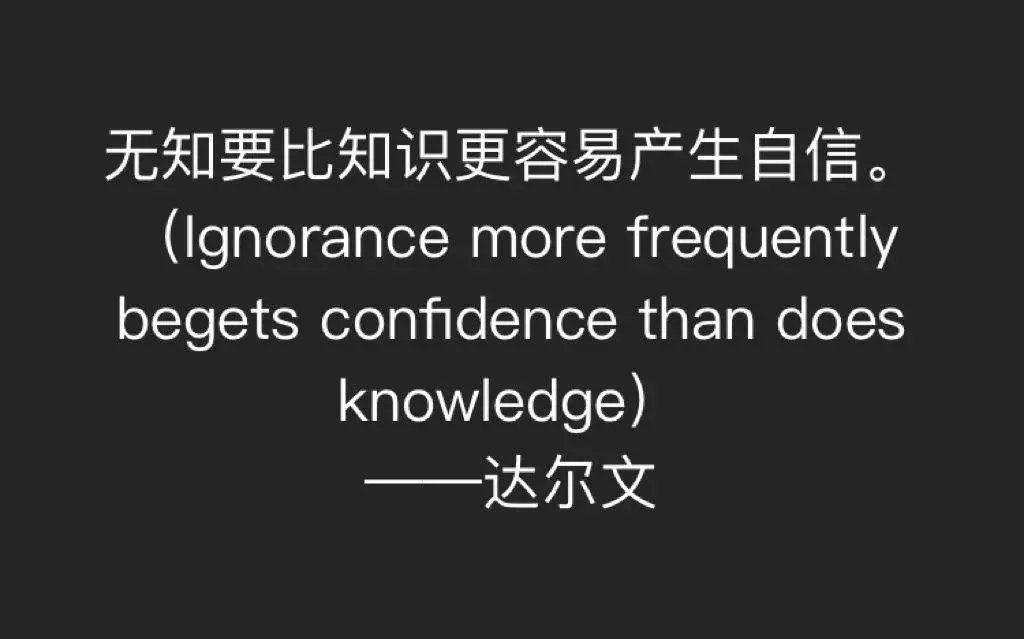 无知要比知识更容易产生自信。
（Ignorance more frequently
begets confidence than does
knowledge）
——达尔文